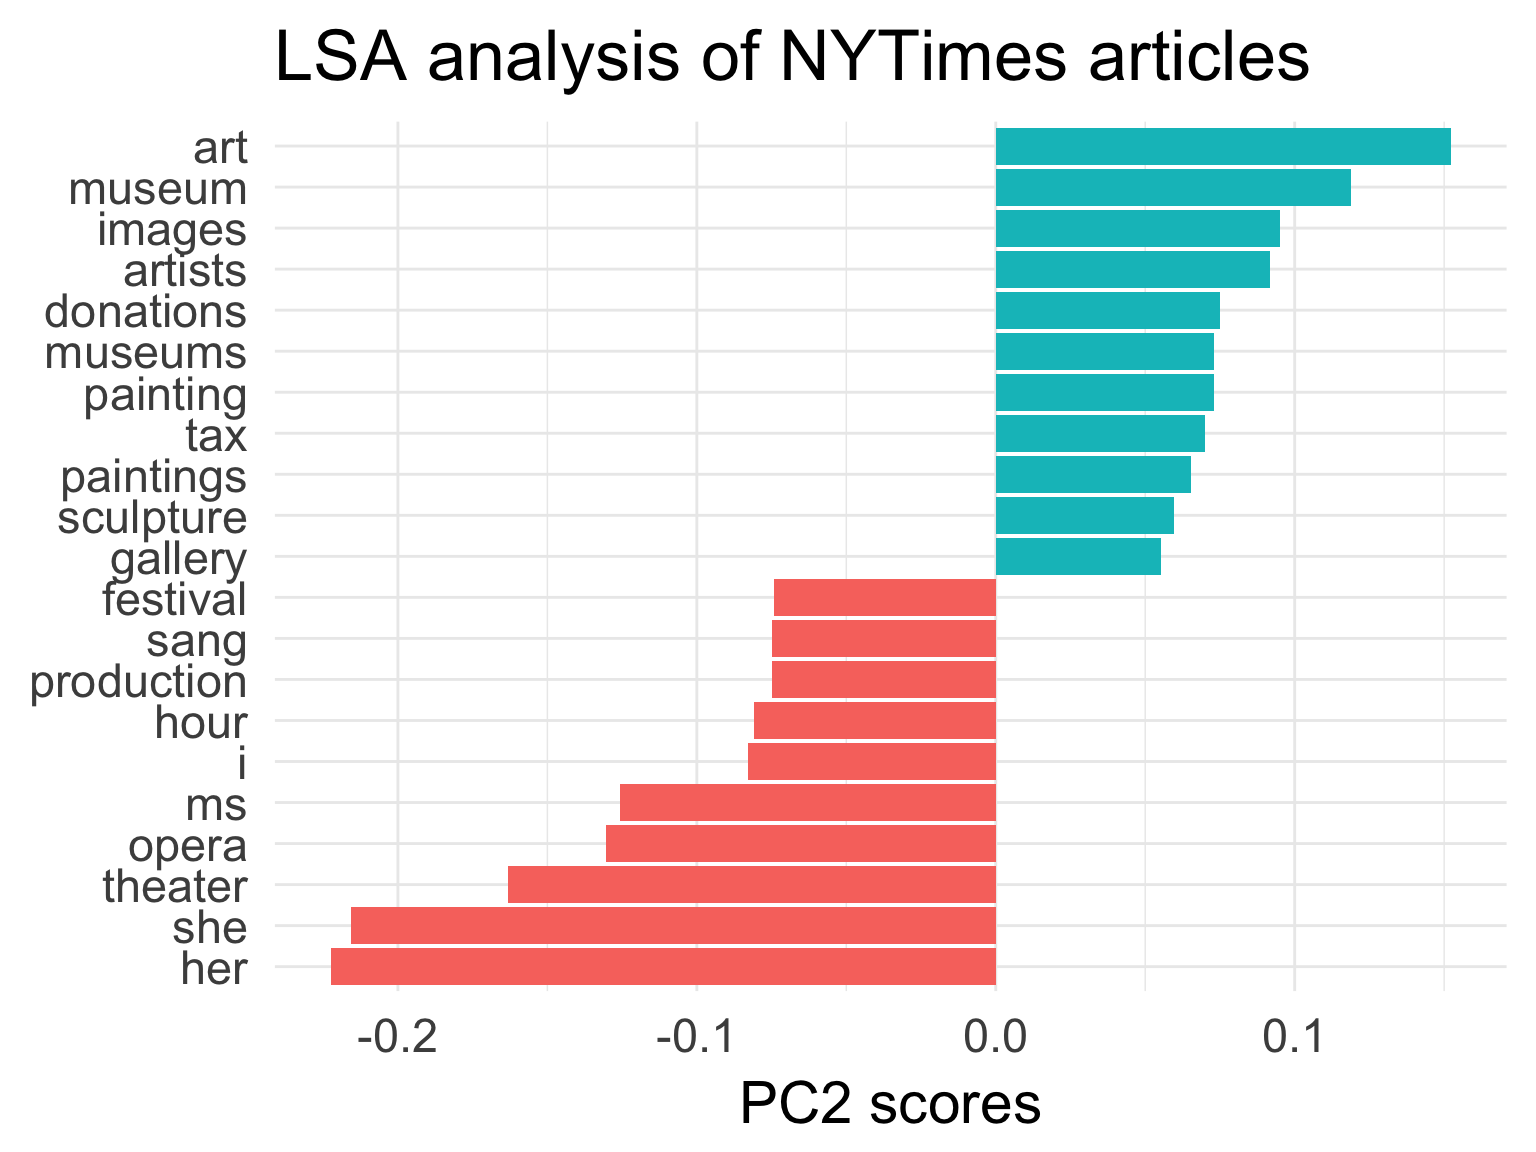 LSA analysis of NYTimes articles
art
museum
images
artists
donations
museums
painting
tax
paintings
sculpture
gallery
festival
sang
production
hour
i
ms
opera
theater
she
her
-0.2 -0.1 0.0 0.1
PC2 scores